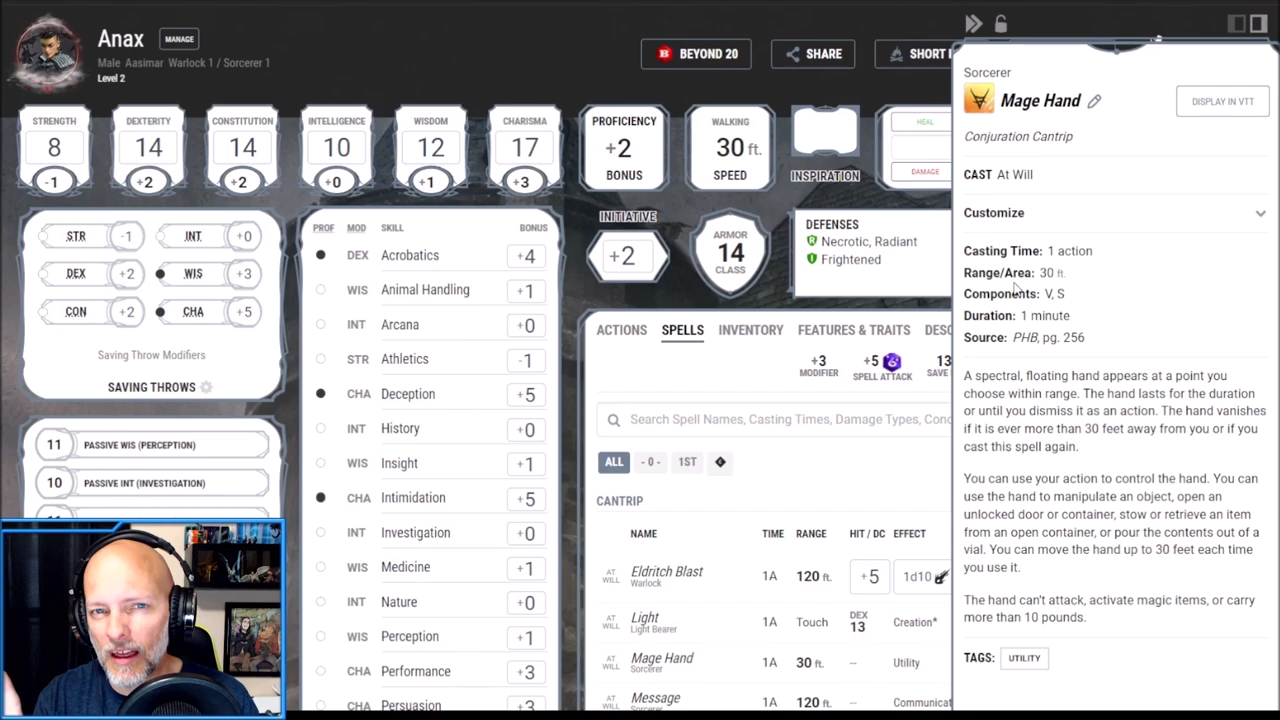 Anax
MANAGE
Male Aasimar Warlock 1 / Sorcerer 1
Level 2
BEYOND 20
SHARE
SHORT
STRENGTH
8
-1
DEXTERITY
14
+2
CONSTITUTION
14
+2
INTELLIGENCE
10
+0
WISDOM
12
+1
CHARISMA
17
+3
PROFICIENCY
+2
BONUS
WALKING
30 ft.
SPEED
INSPIRATION
HEAL
DAMAGE
STR -1
INT +0
DEX +2
WIS +3
CON +2
CHA +5
Saving Throw Modifiers
SAVING THROWS
11 PASSIVE WIS (PERCEPTION)
10 PASSIVE INT (INVESTIGATION)
PROF MOD SKILL BONUS
DEX Acrobatics +4
WIS Animal Handling +1
INT Arcana +0
STR Athletics -1
CHA Deception +5
INT History +0
WIS Insight +1
CHA Intimidation +5
INT Investigation +0
WIS Medicine +1
INT Nature +0
WIS Perception +1
CHA Performance +3
CHA Persuasion +3
INITIATIVE
+2
ARMOR
14
CLASS
DEFENSES
Necrotic, Radiant
Frightened
ACTIONS SPELLS INVENTORY FEATURES & TRAITS DESC
+3
MODIFIER
+5
SPELL ATTACK
13
SAVE
Search Spell Names, Casting Times, Damage Types, Conc
ALL - 0 - 1ST
CANTRIP
NAME TIME RANGE HIT / DC EFFECT
AT WILL Eldritch Blast 1A 120 ft. +5 1d10
Warlock
AT WILL Light 1A Touch DEX 13 Creation*
Light Bearer
AT WILL Mage Hand 1A 30 ft. -- Utility
Sorcerer
AT WILL Message 1A 120 ft. -- Communicat
Sorcerer
Sorcerer
Mage Hand
DISPLAY IN VTT
Conjuration Cantrip
CAST At Will
Customize
Casting Time: 1 action
Range/Area: 30 ft.
Components: V, S
Duration: 1 minute
Source: PHB, pg. 256
A spectral, floating hand appears at a point you
choose within range. The hand lasts for the duration
or until you dismiss it as an action. The hand vanishes
if it is ever more than 30 feet away from you or if you
cast this spell again.
You can use your action to control the hand. You can
use the hand to manipulate an object, open an
unlocked door or container, stow or retrieve an item
from an open container, or pour the contents out of a
vial. You can move the hand up to 30 feet each time
you use it.
The hand can't attack, activate magic items, or carry
more than 10 pounds.
TAGS: UTILITY